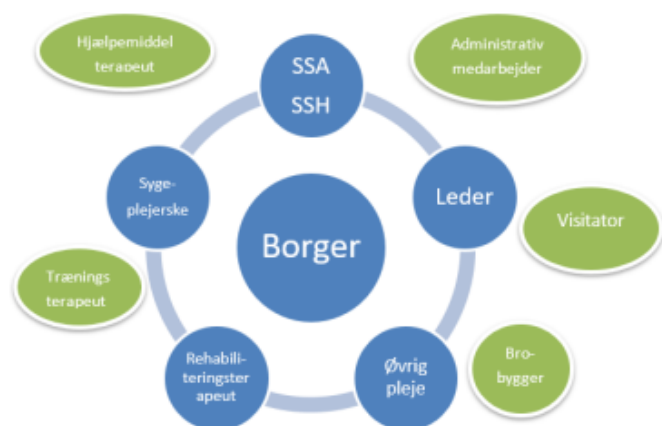 Hjælpemiddel
terapeut
Administrativ
medarbejder
SSA
SSH
Syge-
plejerske
Leder
Visitator
Borger
Trænings
terapeut
Rehabili-
teringster
apeut
Øvrig
pleje
Bro-
bygger